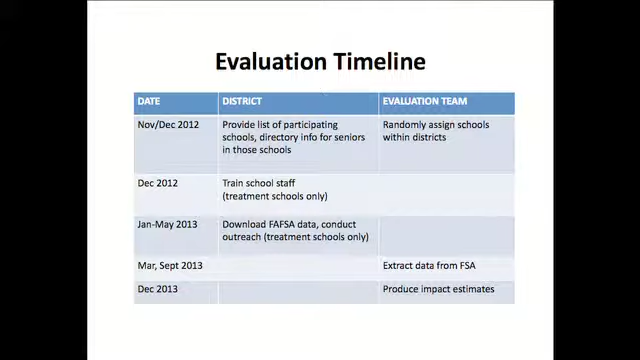 Evaluation Timeline
DATE DISTRICT EVALUATION TEAM
Nov/Dec 2012 Provide list of participating Randomly assign schools
schools, directory info for seniors within districts
in those schools
Dec 2012 Train school staff
(treatment schools only)
Jan-May 2013 Download FAFSA data, conduct
outreach (treatment schools only)
Mar, Sept 2013 Extract data from FSA
Dec 2013 Produce impact estimates